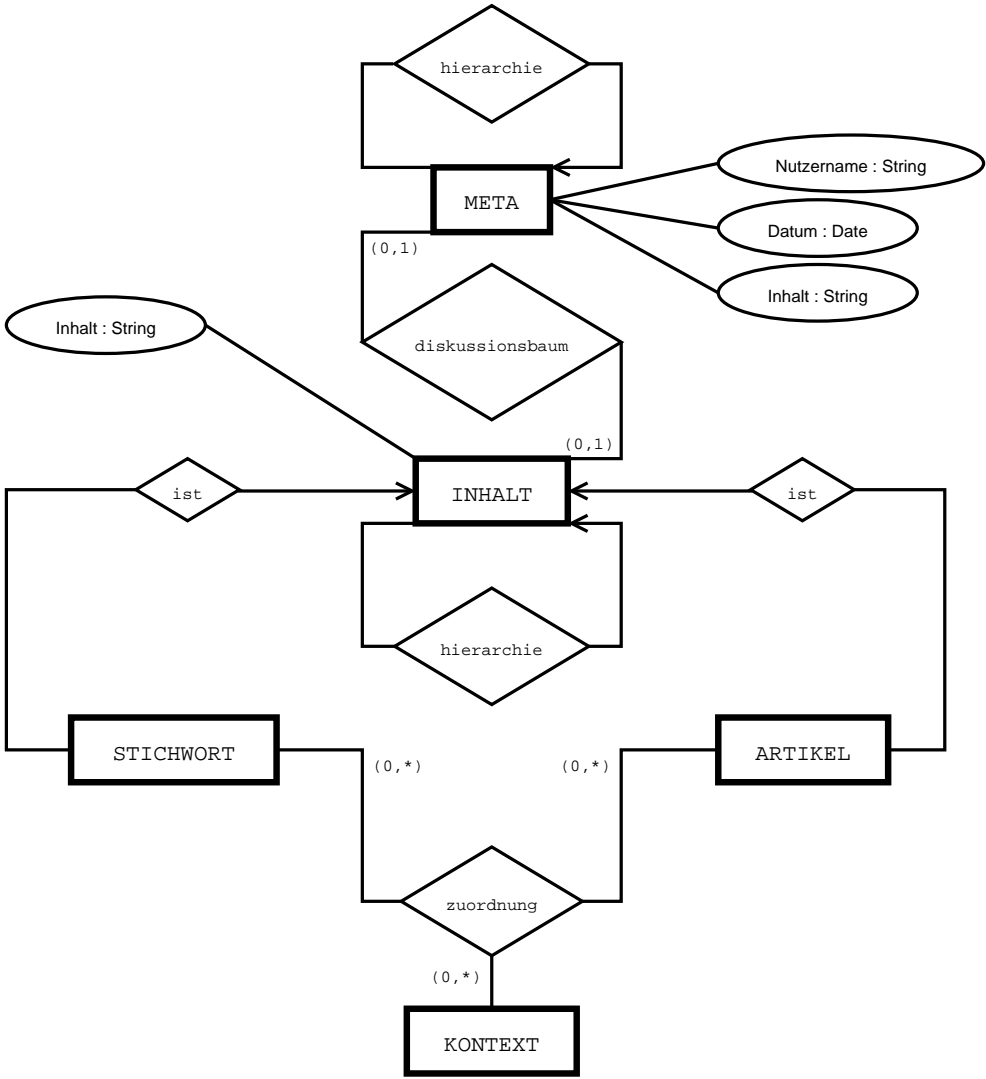 hierarchie
Nutzername : String
META
Datum : Date
(0,1)
Inhalt : String
Inhalt : String
diskussionsbaum
(0,1)
ist
INHALT
ist
hierarchie
STICHWORT
ARTIKEL
(0,*)
(0,*)
zuordnung
(0,*)
KONTEXT